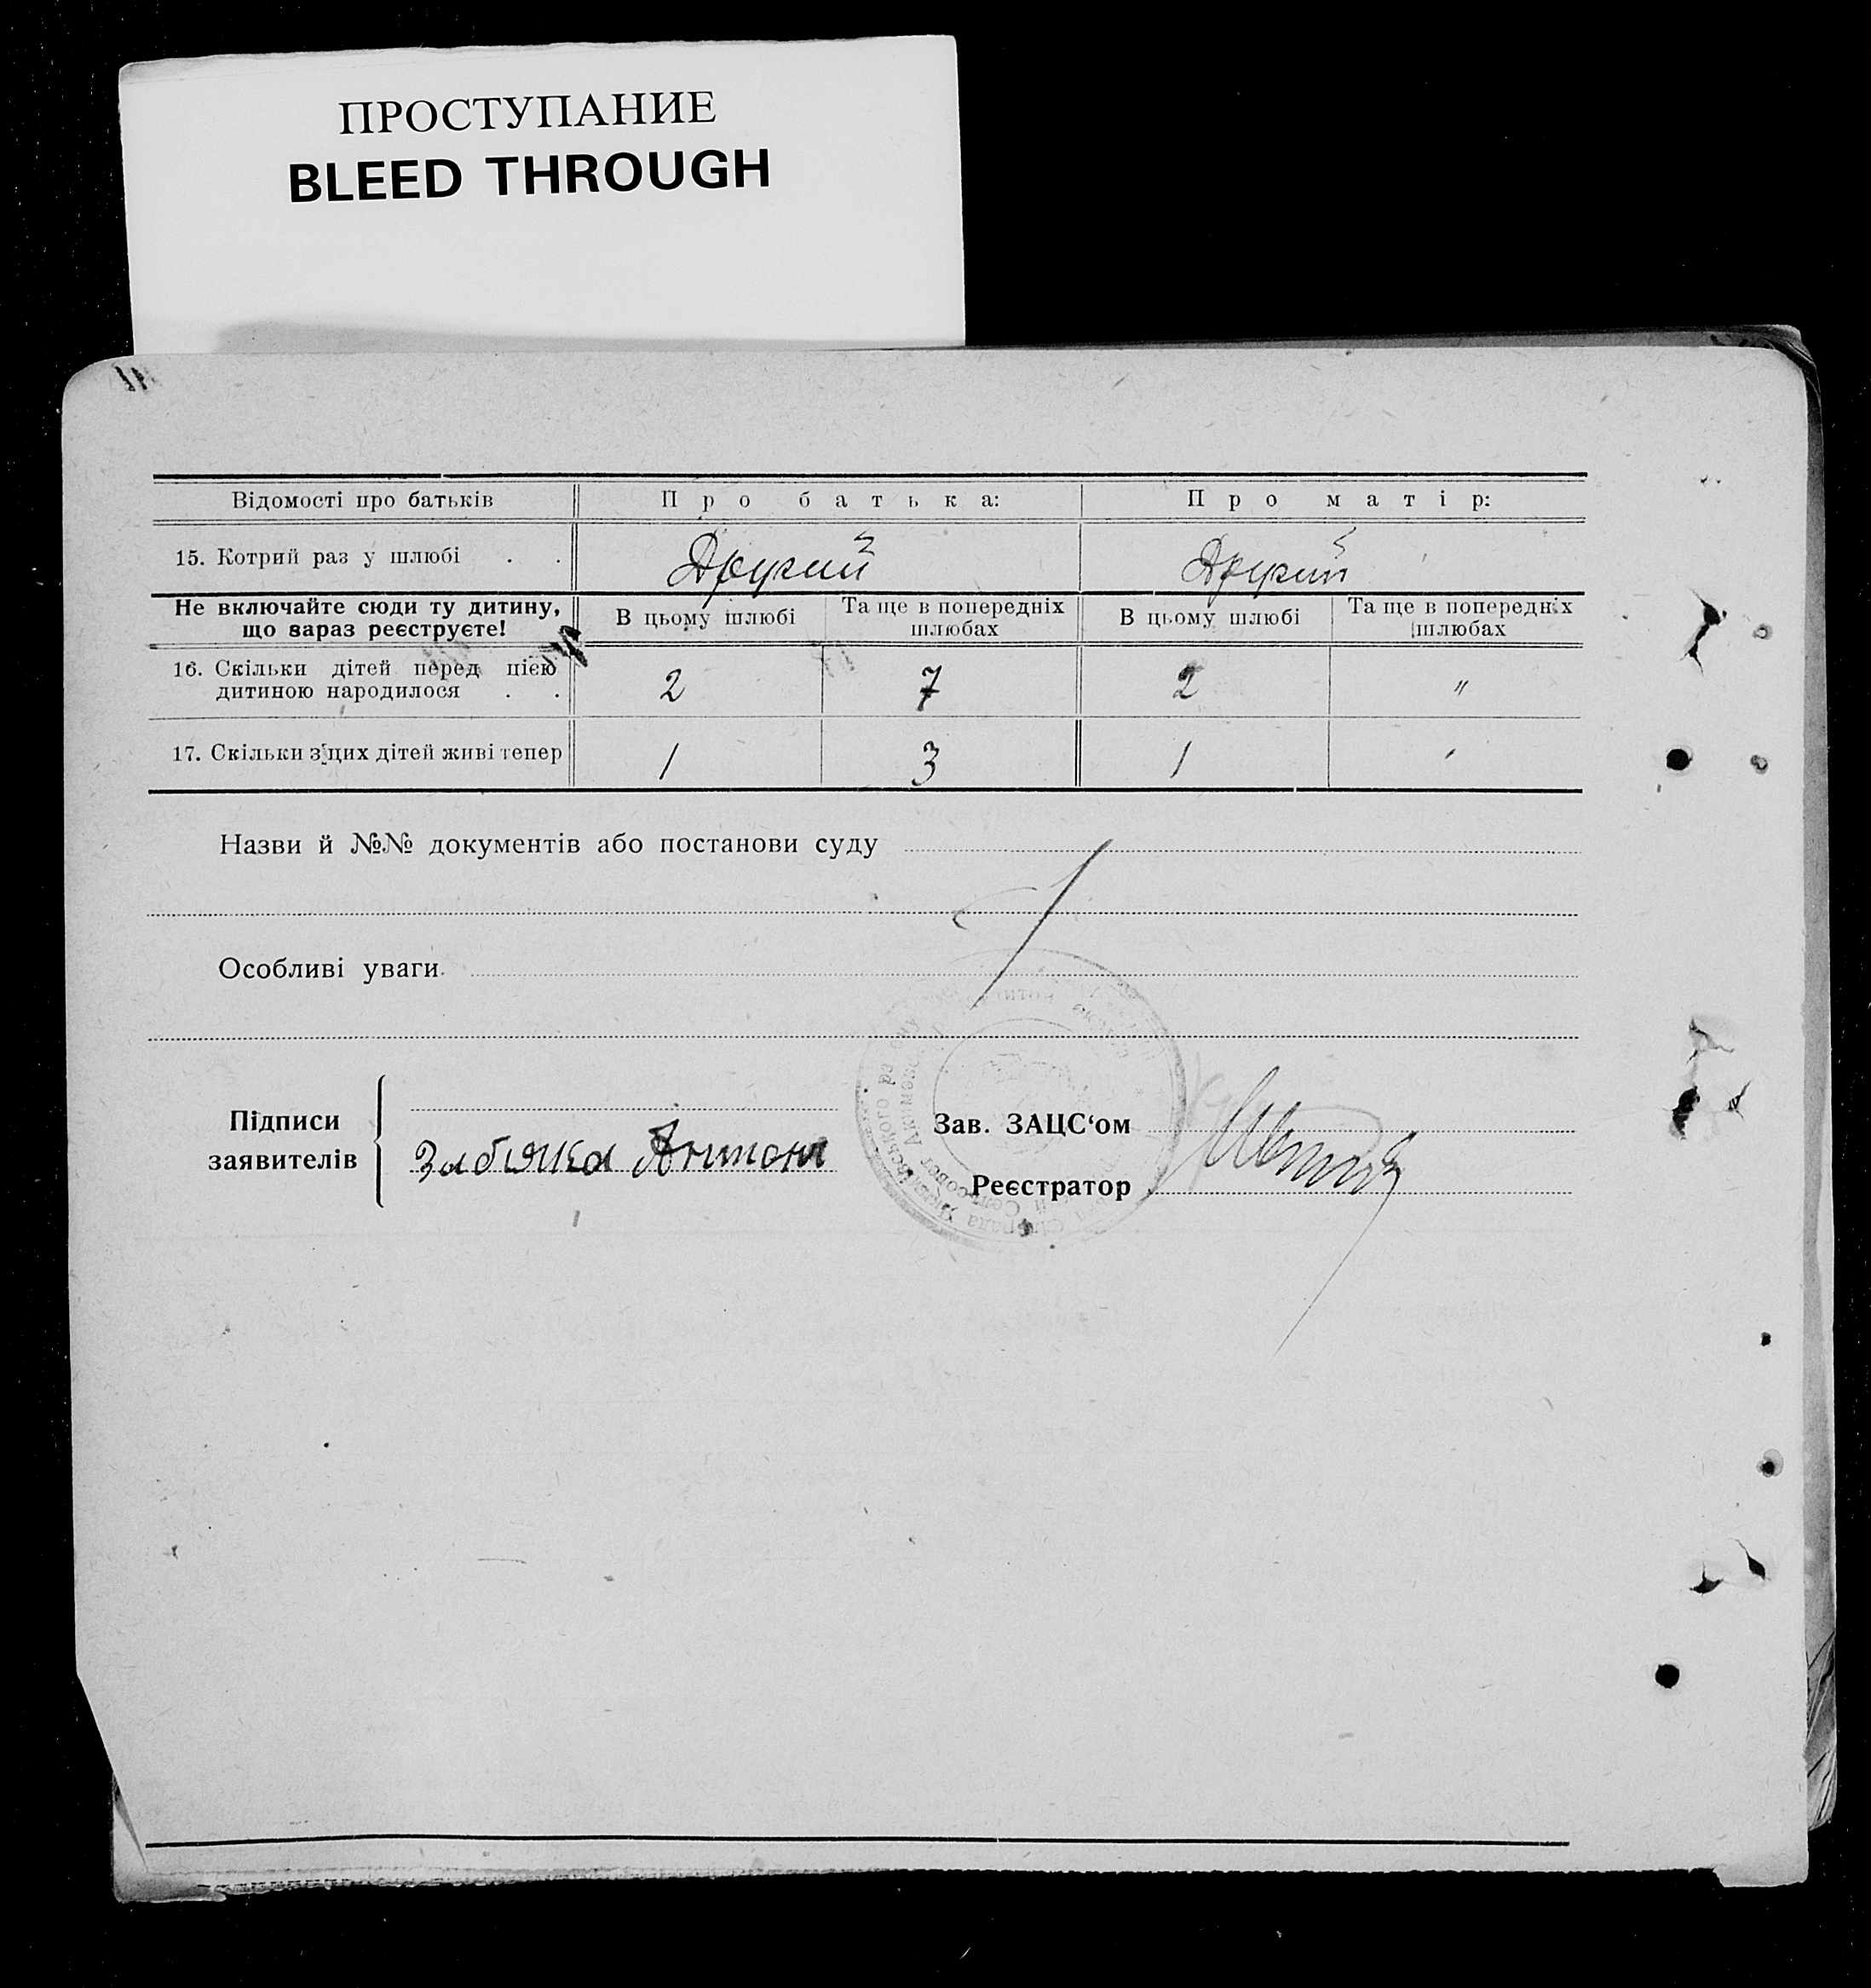 ПРОСТУПАНИЕ
BLEED THROUGH
Відомості про батьків Про батька: Про матір:
15. Котрий раз у шлюбі . . Другий Другий
Не включайте сюди ту дитину, що зараз реєструєте! В цьому шлюбі Та ще в попередніх шлюбах В цьому шлюбі Та ще в попередніх шлюбах
16. Скільки дітей перед цією
дитиною народилося . . 2 7 2 "
17. Скільки з цих дітей живі тепер 1 3 1 '
Назви й №№ документів або постанови суду
Особливі уваги
Підписи
заявителів
Забіяка Антон
Зав. ЗАЦС‘ом
Реєстратор